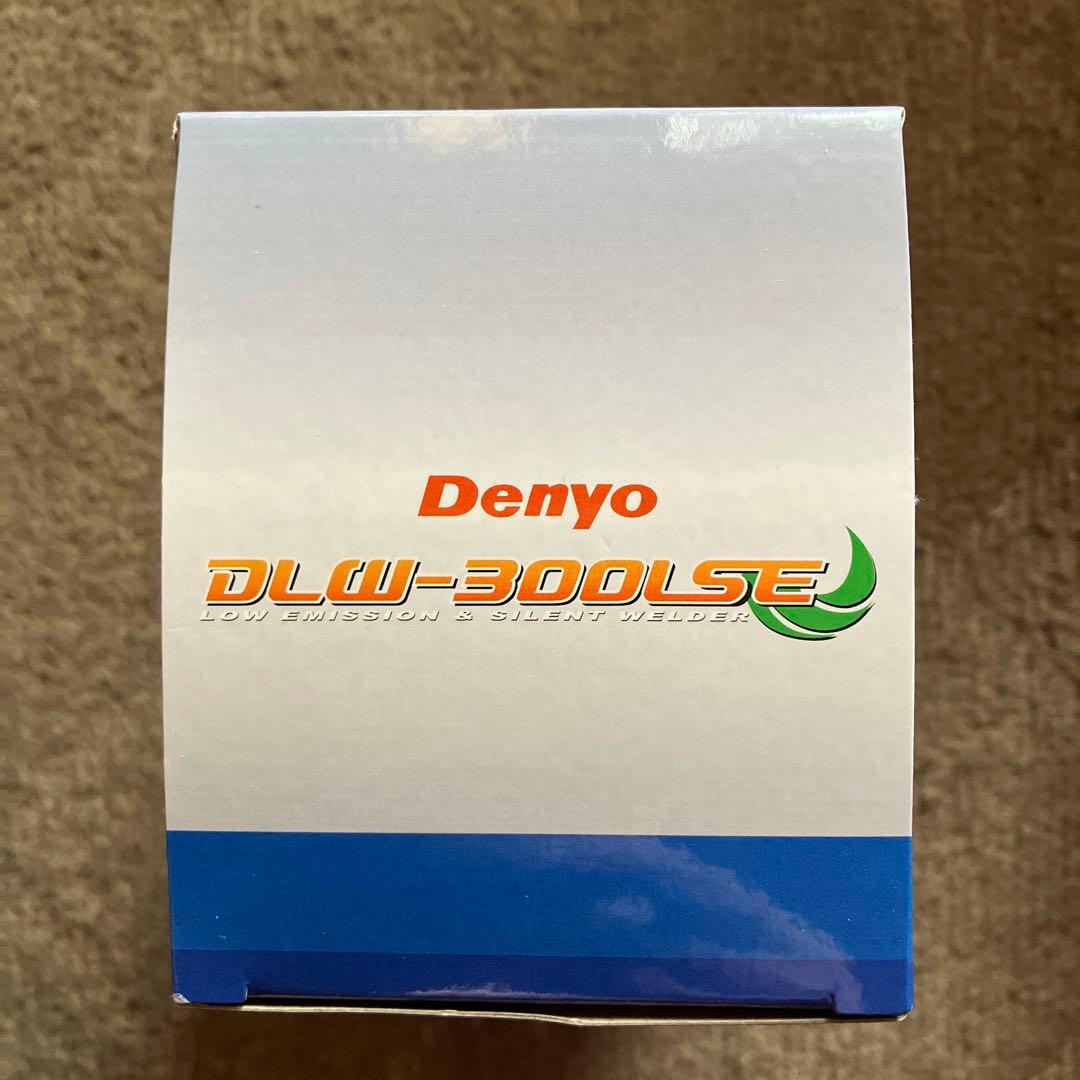 Denyo
DLW-300LSE
LOW EMISSION & SILENT WELDER